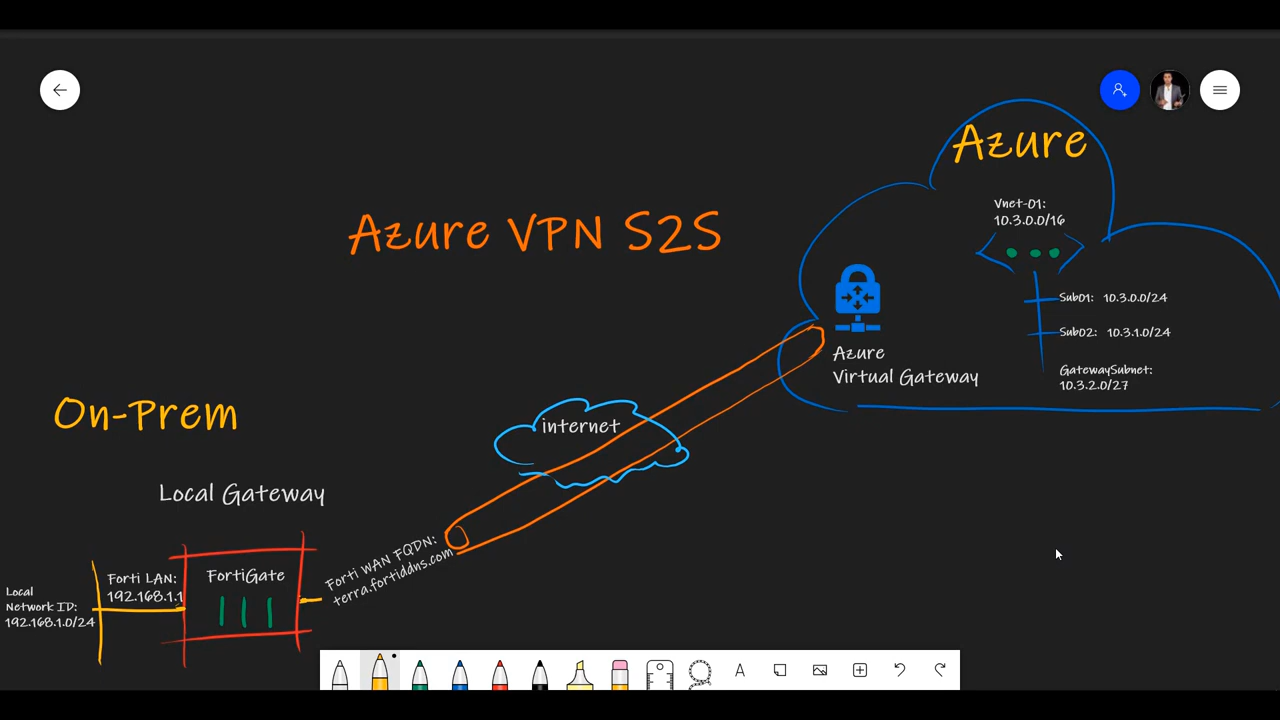 Azure
Vnet-01:
10.3.0.0/16
Azure VPN S2S
Sub01: 10.3.0.0/24
Sub02: 10.3.1.0/24
GatewaySubnet:
10.3.2.0/27
Azure
Virtual Gateway
On-Prem
internet
Local Gateway
Forti WAN FQDN:
terra.fortiddns.com
FortiGate
Forti LAN:
192.168.1.1
Local
Network ID:
192.168.1.0/24
A